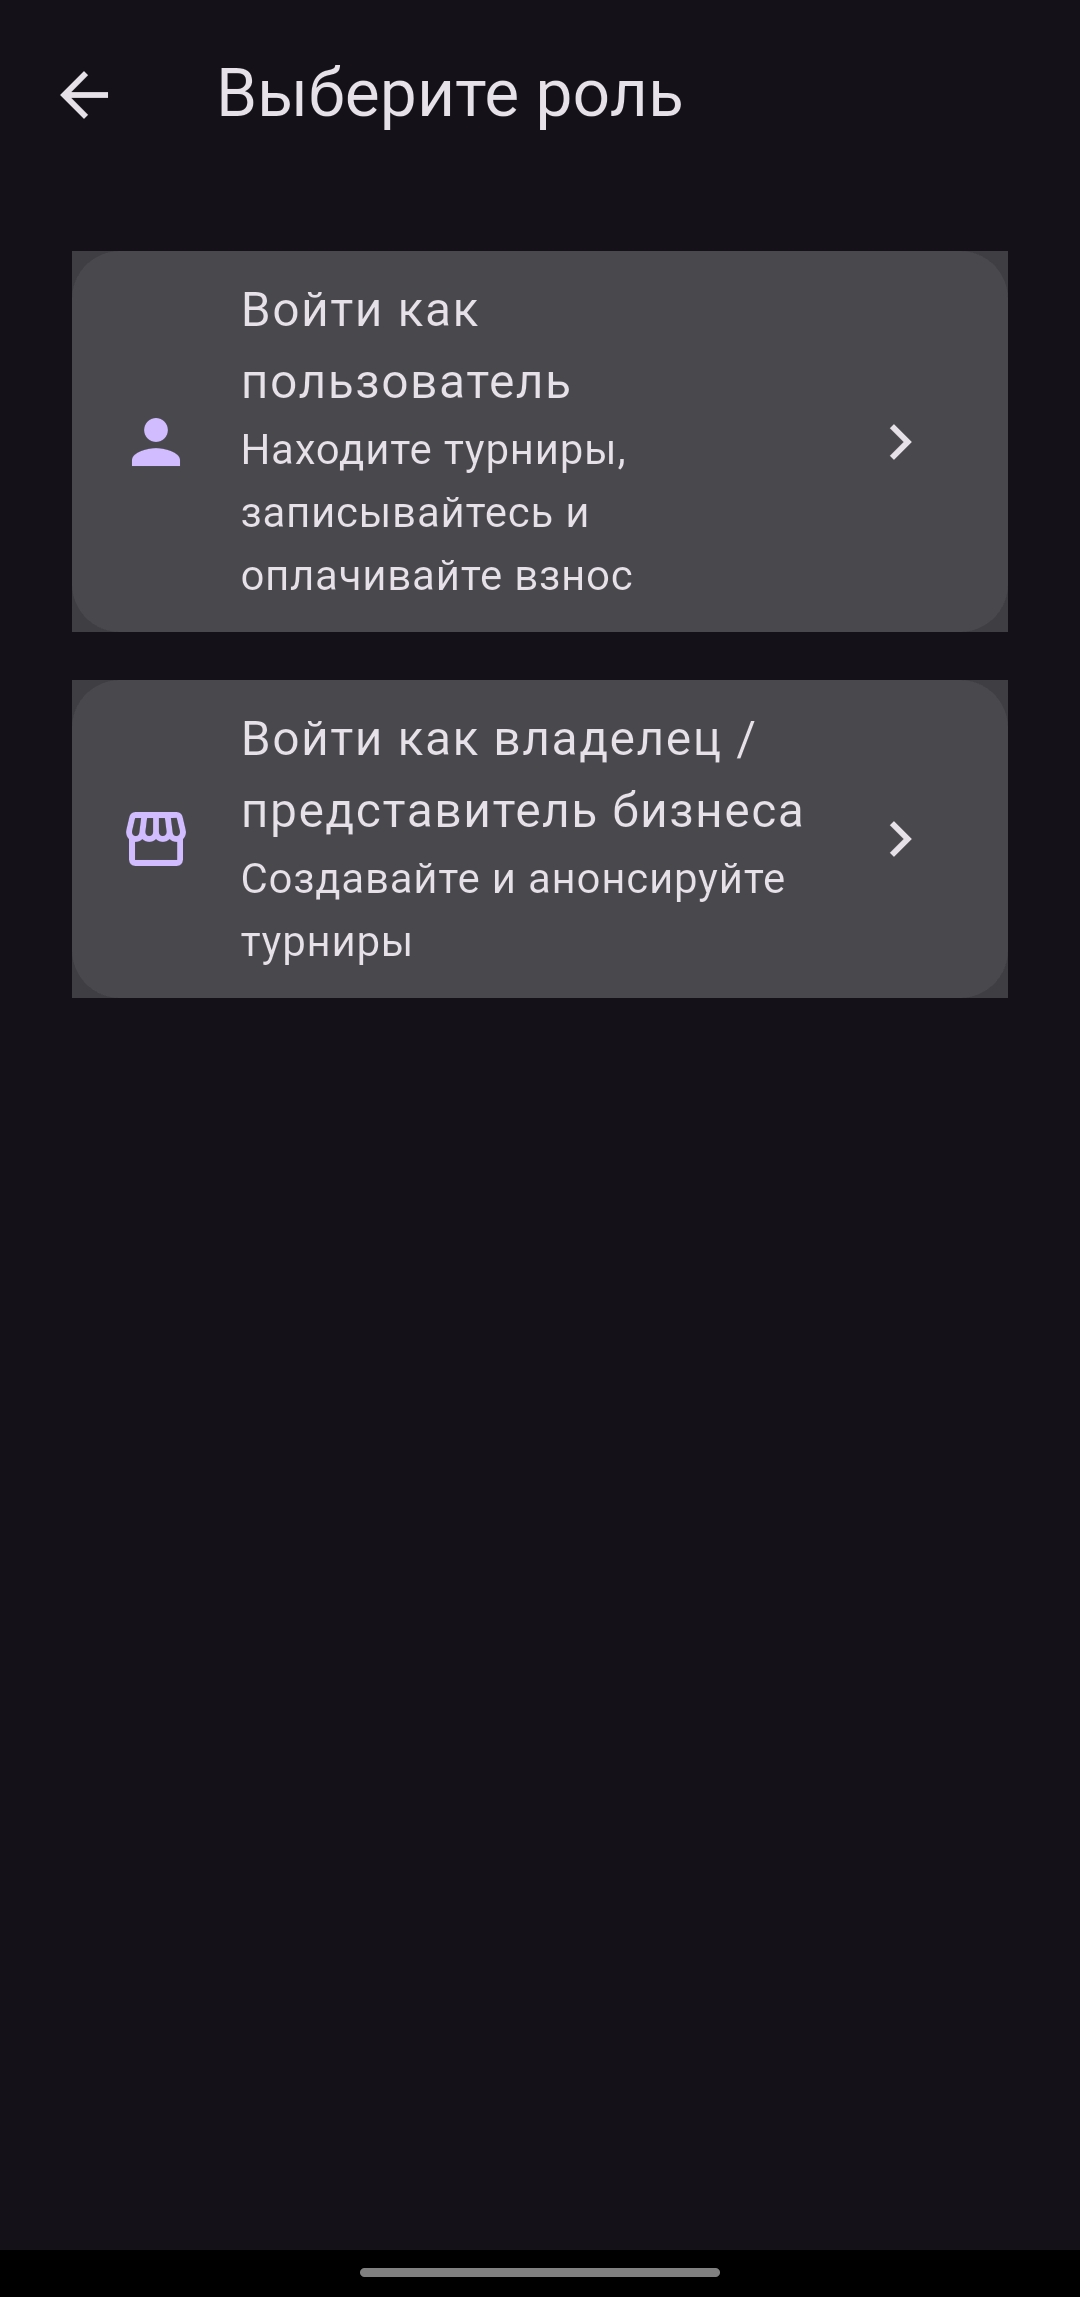 Выберите роль
Войти как
пользователь
Находите турниры,
записывайтесь и
оплачивайте взнос
Войти как владелец /
представитель бизнеса
Создавайте и анонсируйте
турниры